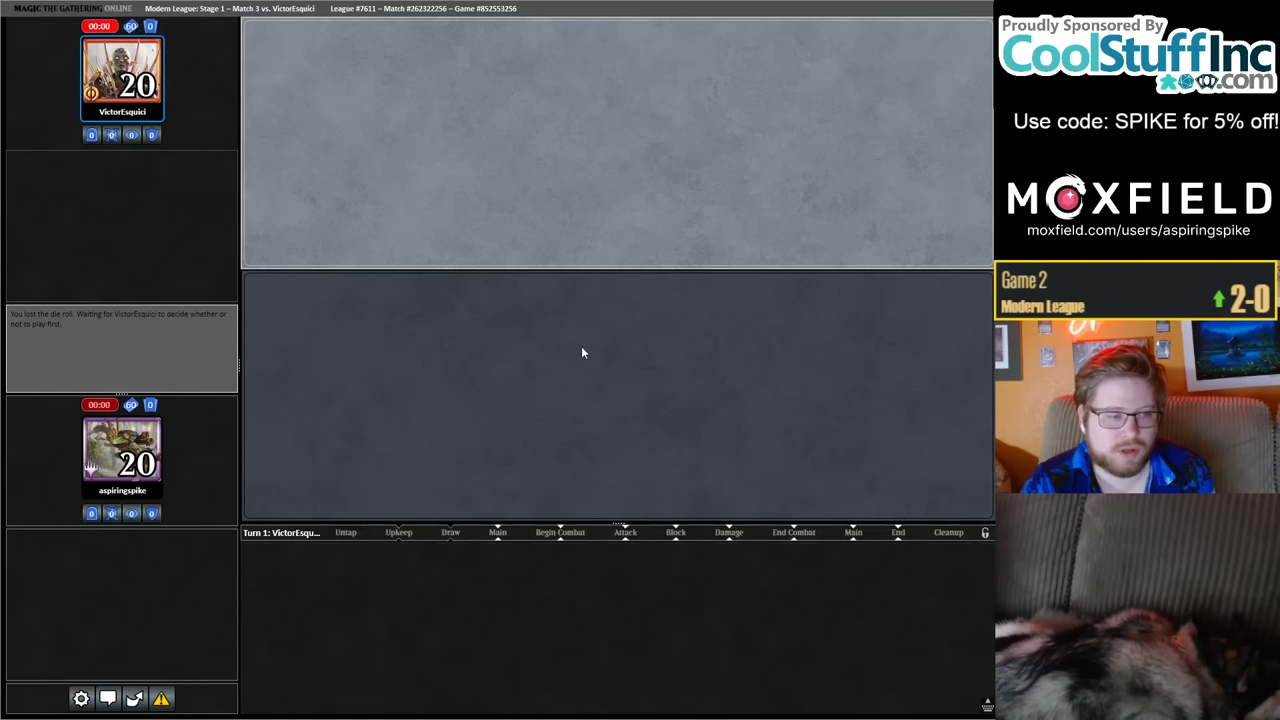 MAGIC THE GATHERING ONLINE
Modern League: Stage 1 – Match 3 vs. VictorEsquici
League #7611 – Match #262322256 – Game #852553256
00:00
60
0
20
VictorEsquici
0
0
0
0
You lost the die roll. Waiting for VictorEsquici to decide whether or
not to play first.
00:00
60
0
20
aspiringspike
0
0
0
0
Turn 1: VictorEsqu...
Untap
Upkeep
Draw
Main
Begin Combat
Attack
Block
Damage
End Combat
Main
End
Cleanup
Proudly Sponsored By
CoolStuffInc
.com
Use code: SPIKE for 5% off!
MOXFIELD
moxfield.com/users/aspiringspike
Game 2
Modern League
2-0